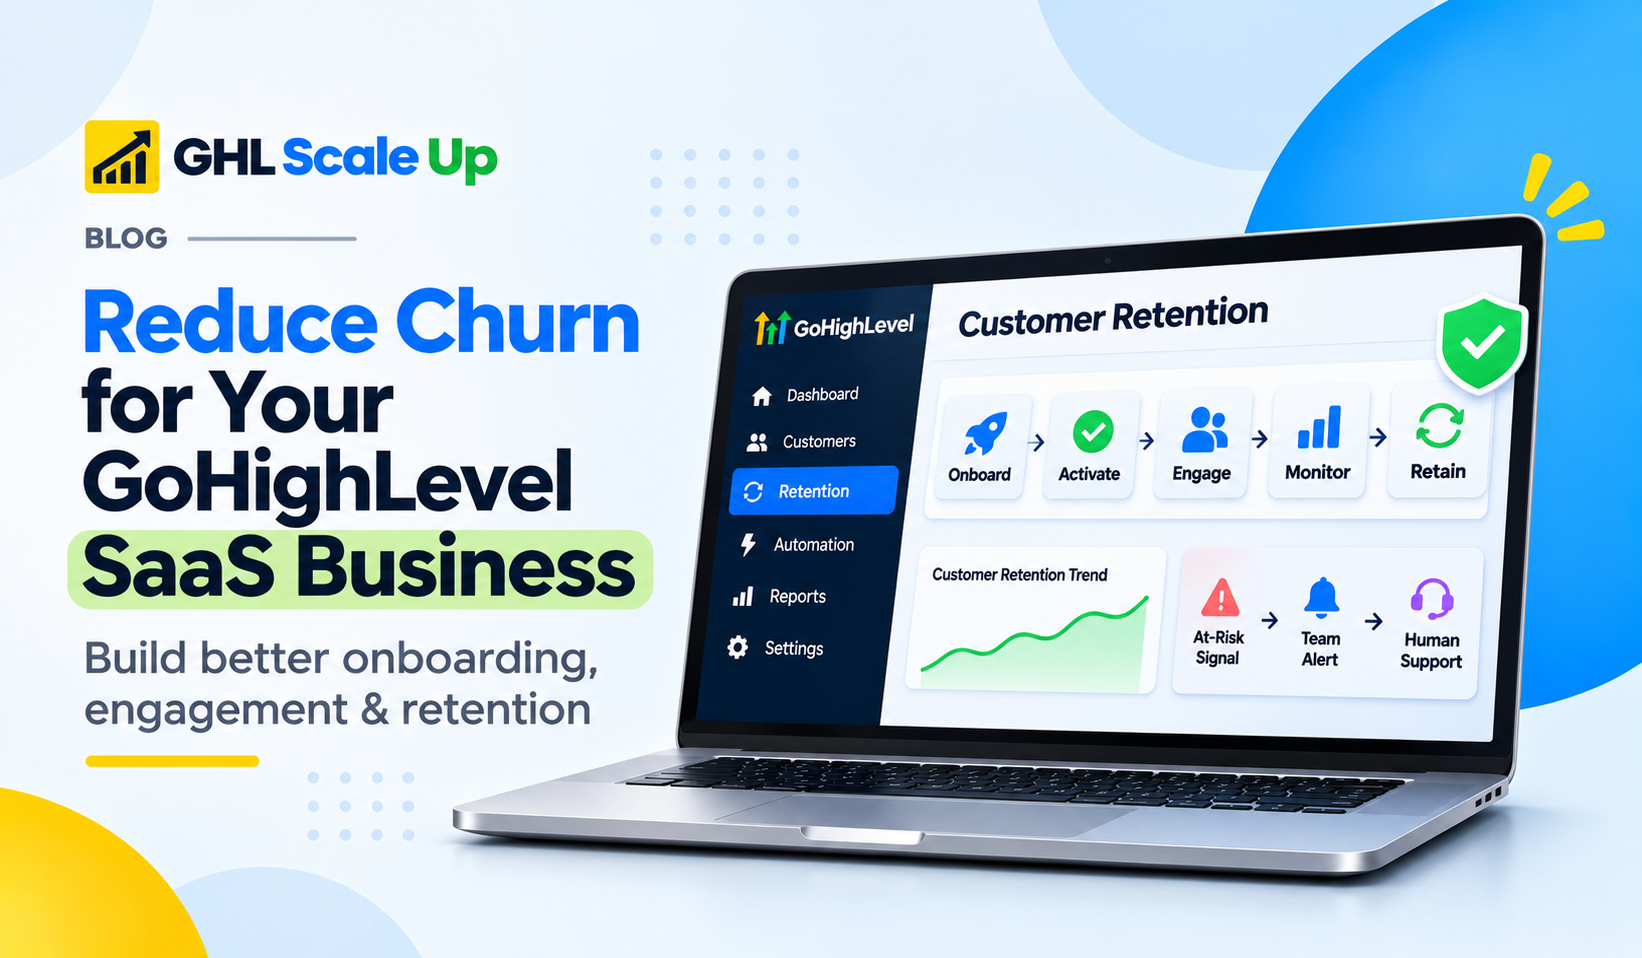 GHL Scale Up
BLOG
Reduce Churn
for Your
GoHighLevel
SaaS Business
Build better onboarding,
engagement & retention
GoHighLevel
Dashboard
Customers
Retention
Automation
Reports
Settings
Customer Retention
Onboard
Activate
Engage
Monitor
Retain
Customer Retention Trend
At-Risk
Signal
Team
Alert
Human
Support